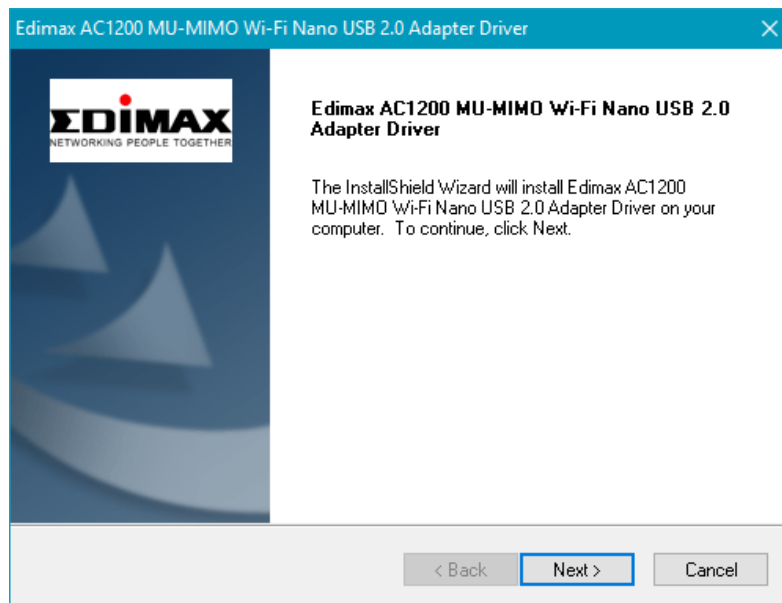 Edimax AC1200 MU-MIMO Wi-Fi Nano USB 2.0 Adapter Driver
EDiMAX
NETWORKING PEOPLE TOGETHER
Edimax AC1200 MU-MIMO Wi-Fi Nano USB 2.0
Adapter Driver
The InstallShield Wizard will install Edimax AC1200
MU-MIMO Wi-Fi Nano USB 2.0 Adapter Driver on your
computer. To continue, click Next.
< Back
Next >
Cancel